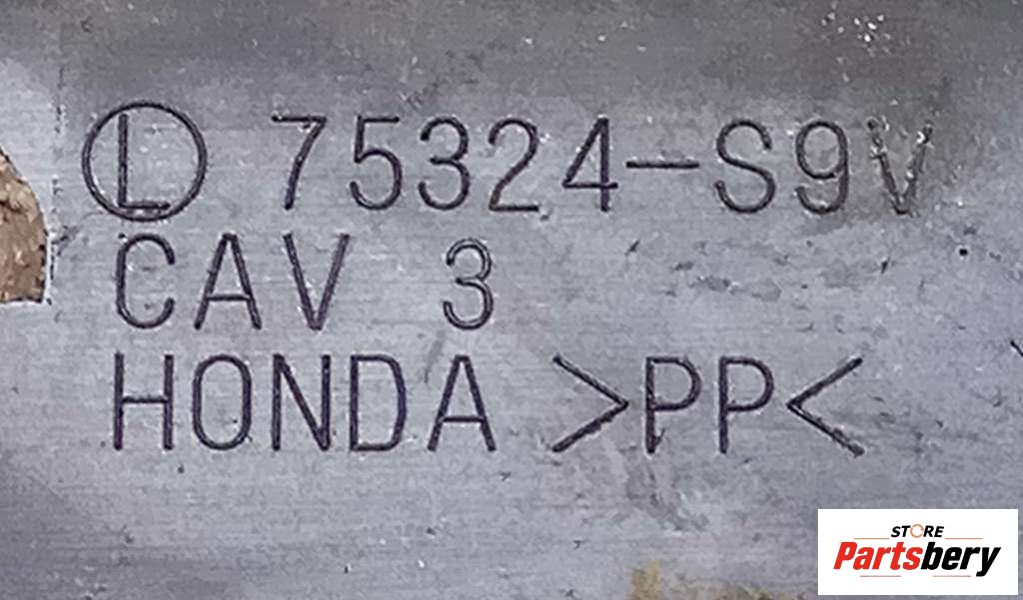 Ⓛ 75324-S9V
CAV 3
HONDA >PP<
STORE
Partsbery